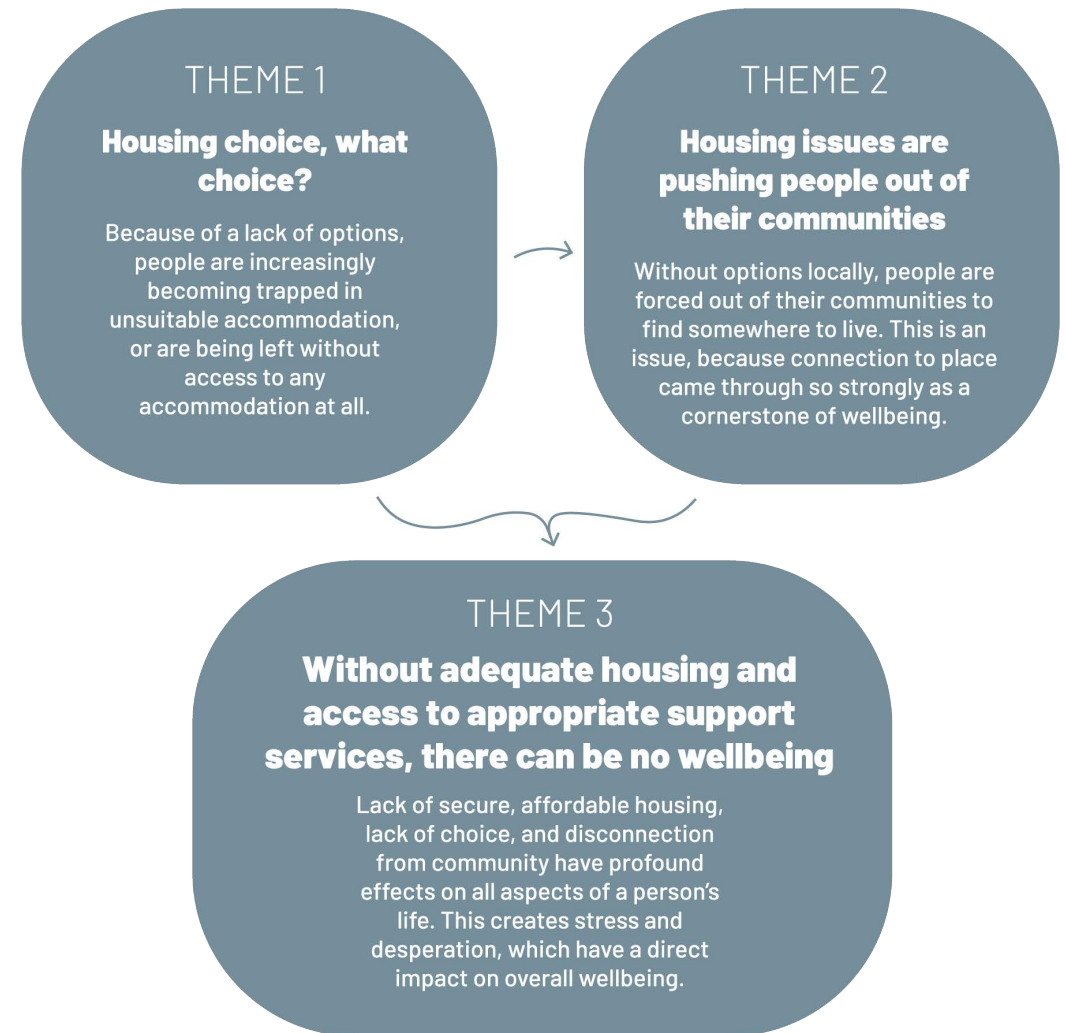 THEME 1
Housing choice, what
choice?
Because of a lack of options,
people are increasingly
becoming trapped in
unsuitable accommodation,
or are being left without
access to any
accommodation at all.
THEME 2
Housing issues are
pushing people out of
their communities
Without options locally, people are
forced out of their communities to
find somewhere to live. This is an
issue, because connection to place
came through so strongly as a
cornerstone of wellbeing.
THEME 3
Without adequate housing and
access to appropriate support
services, there can be no wellbeing
Lack of secure, affordable housing,
lack of choice, and disconnection
from community have profound
effects on all aspects of a person’s
life. This creates stress and
desperation, which have a direct
impact on overall wellbeing.